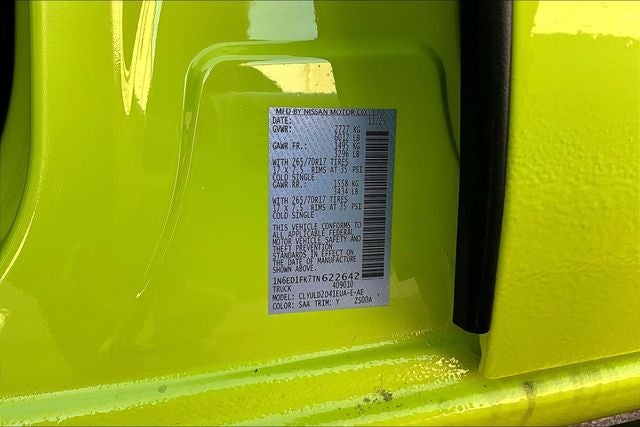 MFD BY NISSAN MOTOR CO., LTD.
DATE: 11.25
GVWR: 2727 KG
6012 LB
GAWR FR.: 1495 KG
3296 LB
WITH 265/70R17 TIRES
17 X 7.5 RIMS AT 35 PSI
COLD SINGLE
GAWR RR.: 1558 KG
3434 LB
WITH 265/70R17 TIRES
17 X 7.5 RIMS AT 35 PSI
COLD SINGLE
THIS VEHICLE CONFORMS TO
ALL APPLICABLE FEDERAL
MOTOR VEHICLE SAFETY AND
THEFT PREVENTION
STANDARDS IN EFFECT ON
THE DATE OF MANUFACTURE
SHOWN ABOVE.
1N6ED1FK7TN622642
TRUCK 409010
MODEL: CLYULD2D41EUA-E-AE
COLOR: SAA TRIM: Y ZS00A